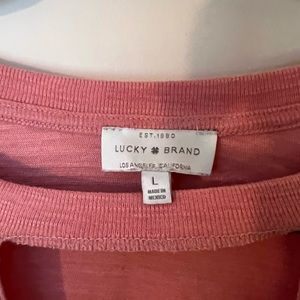 EST. 1990
LUCKY BRAND
LOS ANGELES, CALIFORNIA
L
MADE IN
MEXICO